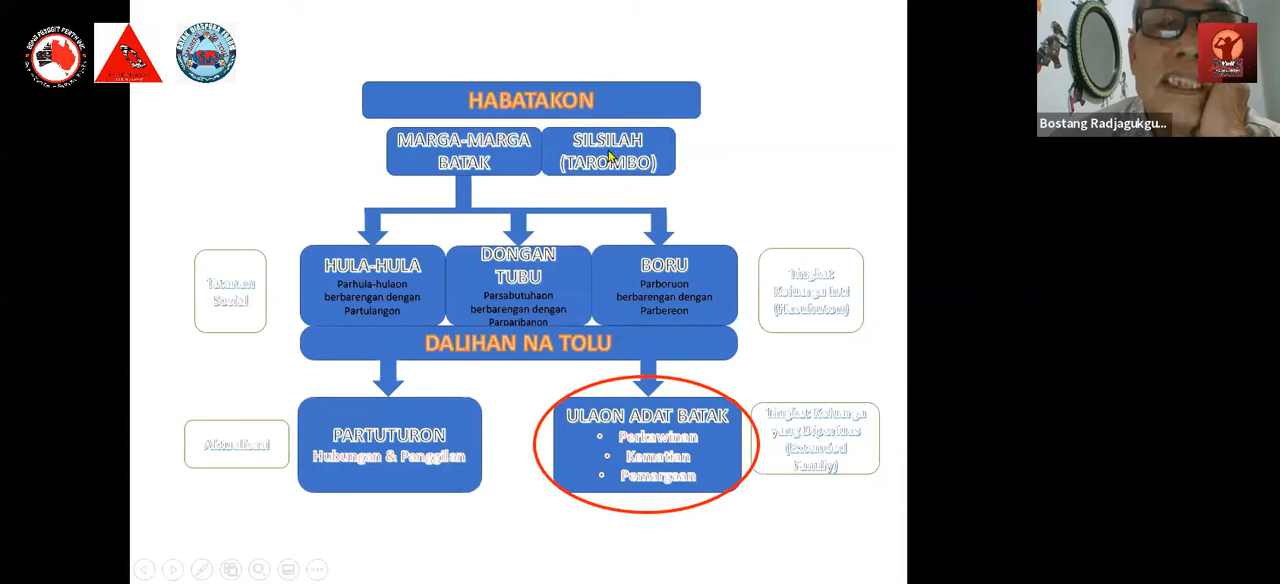 HABATAKON
MARGA-MARGA
BATAK
SILSILAH
(TAROMBO)
Tatanan
Sosial
HULA-HULA
Parhula-hulaon
berbarengan dengan
Partulangon
DONGAN
TUBU
Parsabutuhaon
berbarengan dengan
Parparibanon
BORU
Parboruon
berbarengan dengan
Parbereon
Tingkat
Keluarga Inti
DALIHAN NA TOLU
Aktualisasi
PARTUTURON
Hubungan & Panggilan
ULAON ADAT BATAK
• Perkawinan
• Kematian
• Pemargaan
Tingkat Keluarga
yang Diperluas
(Extended
Family)
Bostang Radjagukgu...